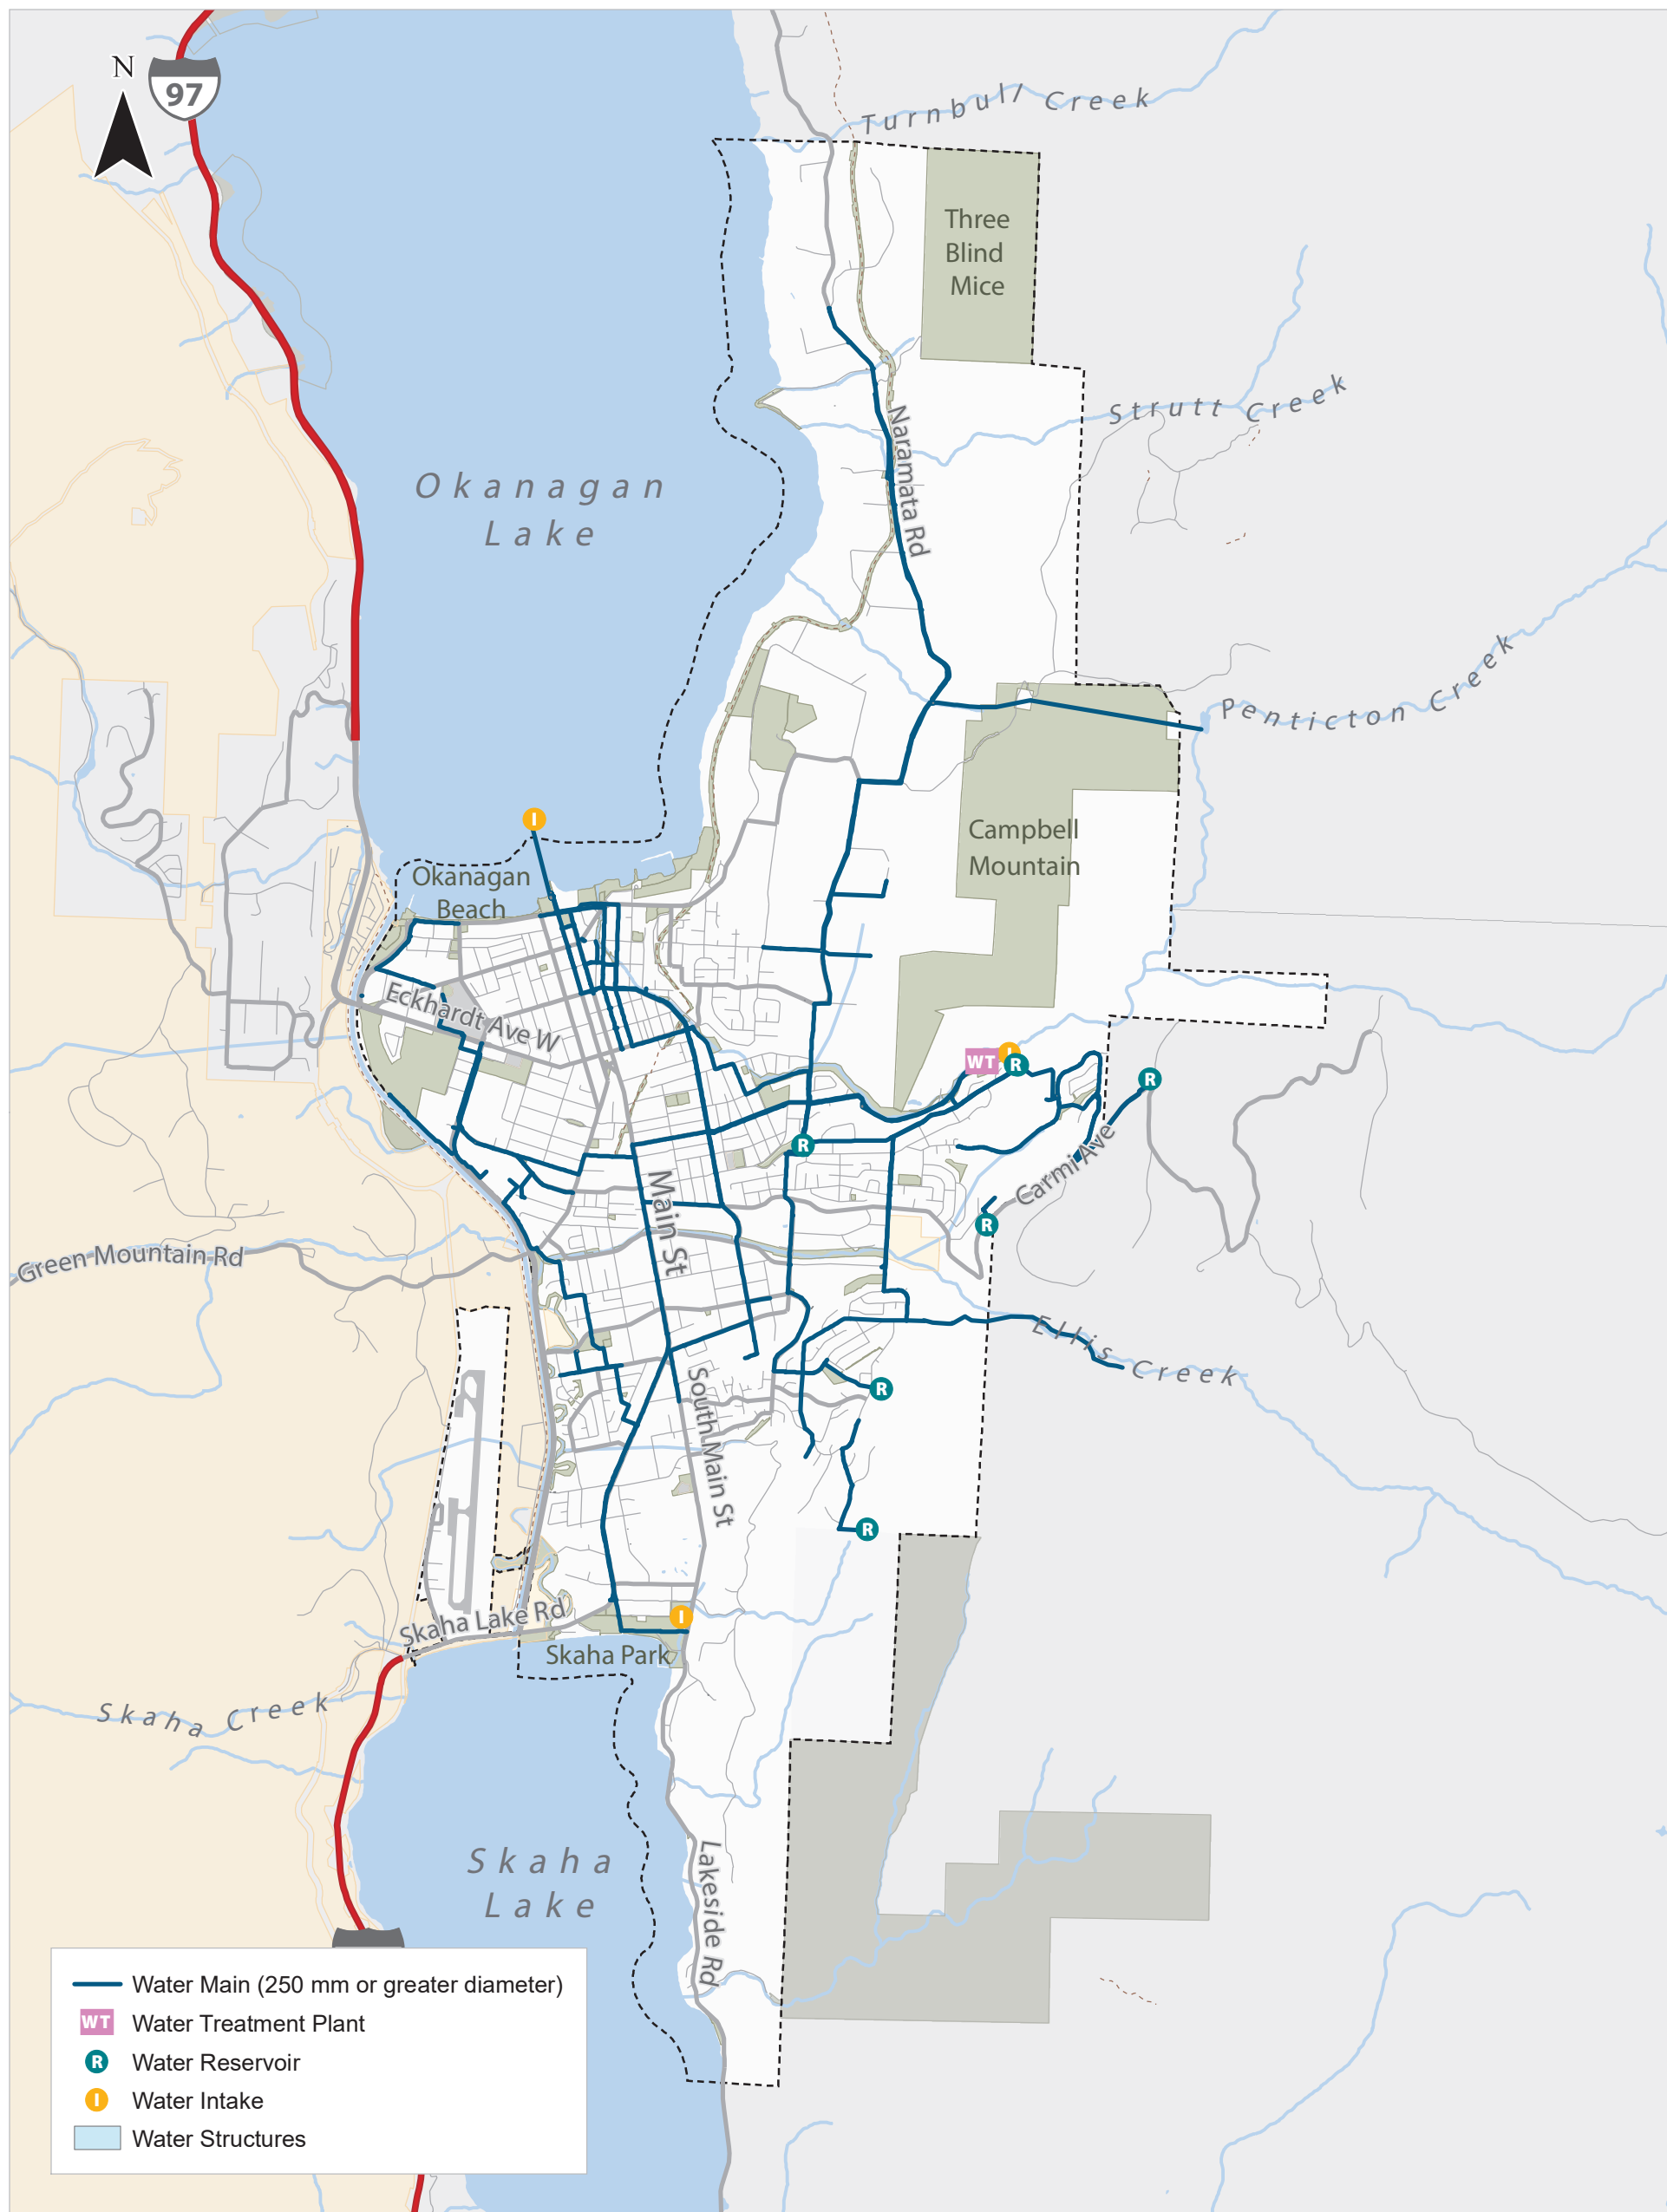 N
97
Turnbull Creek
Three
Blind
Mice
Strutt Creek
Naramata Rd
Okanagan
Lake
Penticton Creek
I
Campbell
Mountain
Okanagan
Beach
Eckhardt Ave W
WT
I
R
R
R
Carmi Ave
Main St
R
Green Mountain Rd
Ellis Creek
R
South Main St
R
I
Skaha Lake Rd
Skaha Park
Skaha Creek
Skaha
Lake
Lakeside Rd
Water Main (250 mm or greater diameter)
WT Water Treatment Plant
R Water Reservoir
I Water Intake
Water Structures